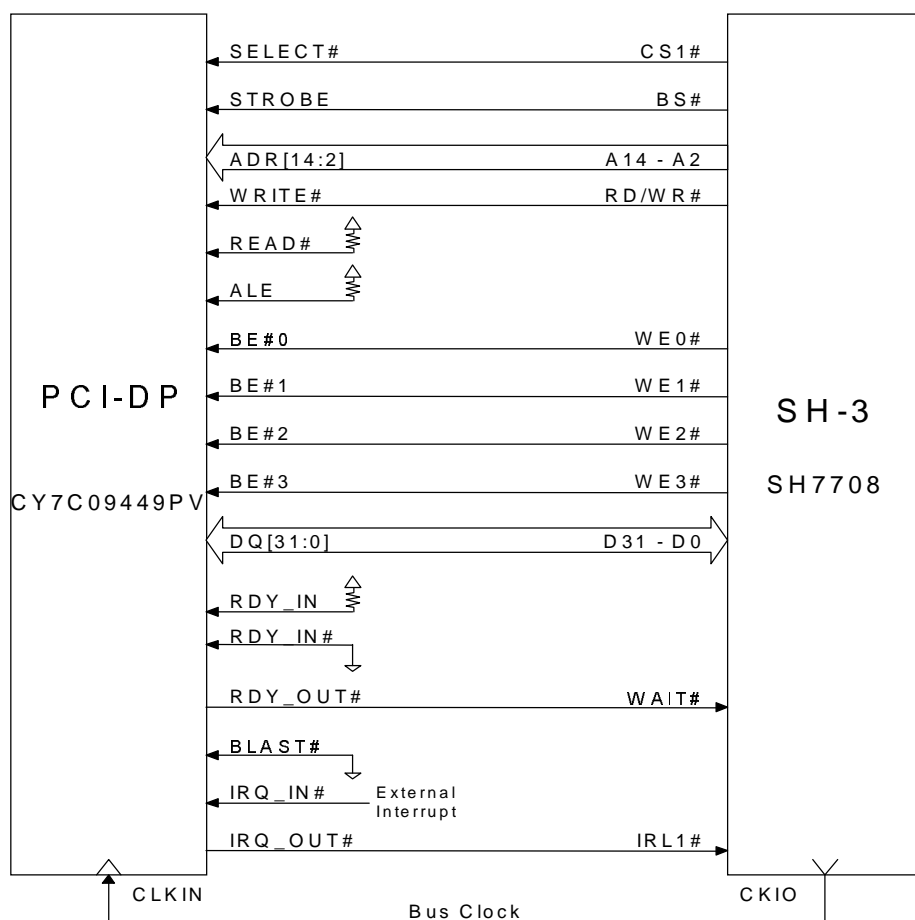 SELECT# CS1#
STROBE BS#
ADR[14:2] A14 - A2
WRITE# RD/WR#
READ#
ALE
BE#0 WE0#
PCI-DP
BE#1 WE1#
SH-3
BE#2 WE2#
BE#3 WE3#
CY7C09449PV
SH7708
DQ[31:0] D31 - D0
RDY_IN
RDY_IN#
RDY_OUT# WAIT#
BLAST#
IRQ_IN# External
Interrupt
IRQ_OUT# IRL1#
CLKIN CKIO
Bus Clock